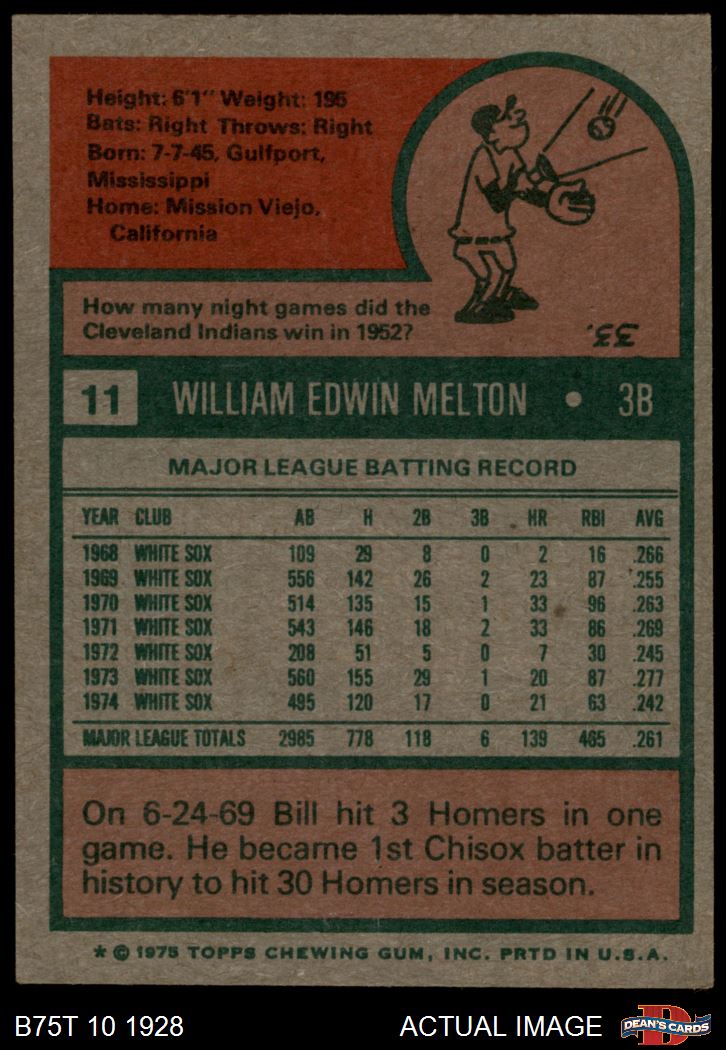 Height: 6'1" Weight: 195
Bats: Right Throws: Right
Born: 7-7-45, Gulfport,
Mississippi
Home: Mission Viejo,
California
How many night games did the
Cleveland Indians win in 1952?
33.
11 WILLIAM EDWIN MELTON • 3B
MAJOR LEAGUE BATTING RECORD
YEAR CLUB AB H 2B 3B HR RBI AVG
1968 WHITE SOX 109 29 8 0 2 16 .266
1969 WHITE SOX 556 142 26 2 23 87 .255
1970 WHITE SOX 514 135 15 1 33 96 .263
1971 WHITE SOX 543 146 18 2 33 86 .269
1972 WHITE SOX 208 51 5 0 7 30 .245
1973 WHITE SOX 560 155 29 1 20 87 .277
1974 WHITE SOX 495 120 17 0 21 63 .242
MAJOR LEAGUE TOTALS 2985 778 118 6 139 465 .261
On 6-24-69 Bill hit 3 Homers in one
game. He became 1st Chisox batter in
history to hit 30 Homers in season.
* © 1975 TOPPS CHEWING GUM, INC. PRTD IN U.S.A.
B75T 10 1928 ACTUAL IMAGE D DEAN'S CARDS